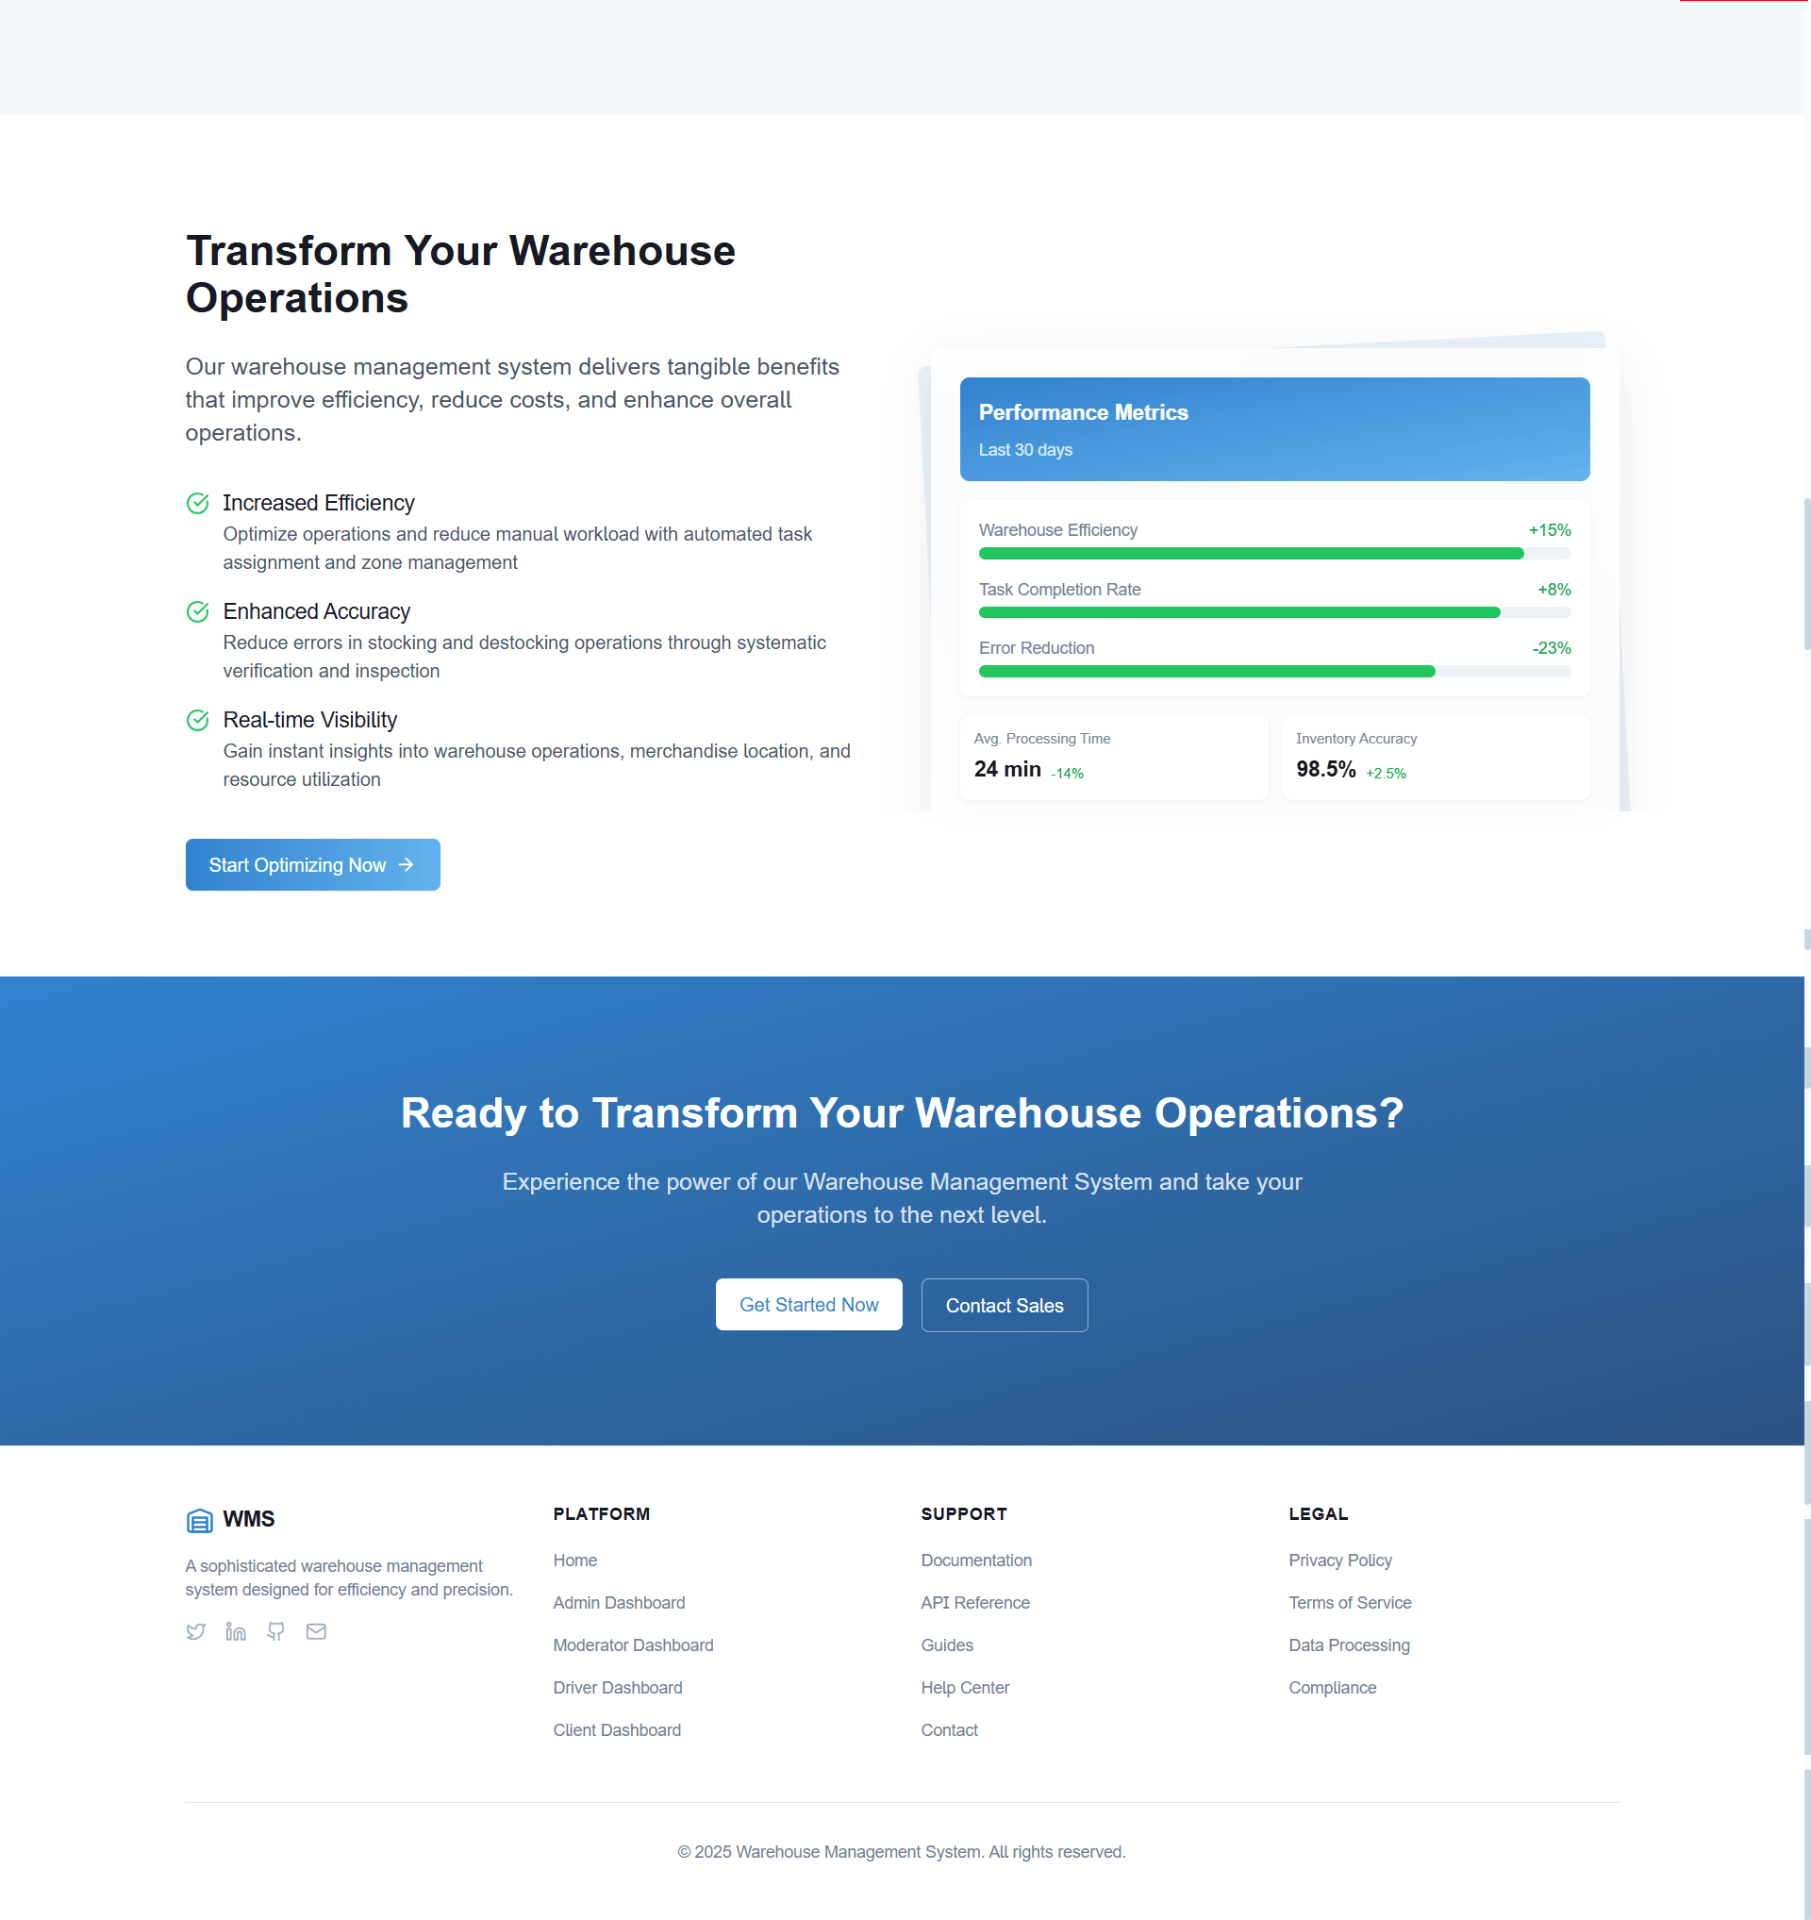 Transform Your Warehouse
Operations
Our warehouse management system delivers tangible benefits
that improve efficiency, reduce costs, and enhance overall
operations.
Increased Efficiency
Optimize operations and reduce manual workload with automated task
assignment and zone management
Enhanced Accuracy
Reduce errors in stocking and destocking operations through systematic
verification and inspection
Real-time Visibility
Gain instant insights into warehouse operations, merchandise location, and
resource utilization
Start Optimizing Now
Performance Metrics
Last 30 days
Warehouse Efficiency +15%
Task Completion Rate +8%
Error Reduction -23%
Avg. Processing Time
24 min -14%
Inventory Accuracy
98.5% +2.5%
Ready to Transform Your Warehouse Operations?
Experience the power of our Warehouse Management System and take your
operations to the next level.
Get Started Now
Contact Sales
WMS
A sophisticated warehouse management
system designed for efficiency and precision.
PLATFORM
Home
Admin Dashboard
Moderator Dashboard
Driver Dashboard
Client Dashboard
SUPPORT
Documentation
API Reference
Guides
Help Center
Contact
LEGAL
Privacy Policy
Terms of Service
Data Processing
Compliance
© 2025 Warehouse Management System. All rights reserved.